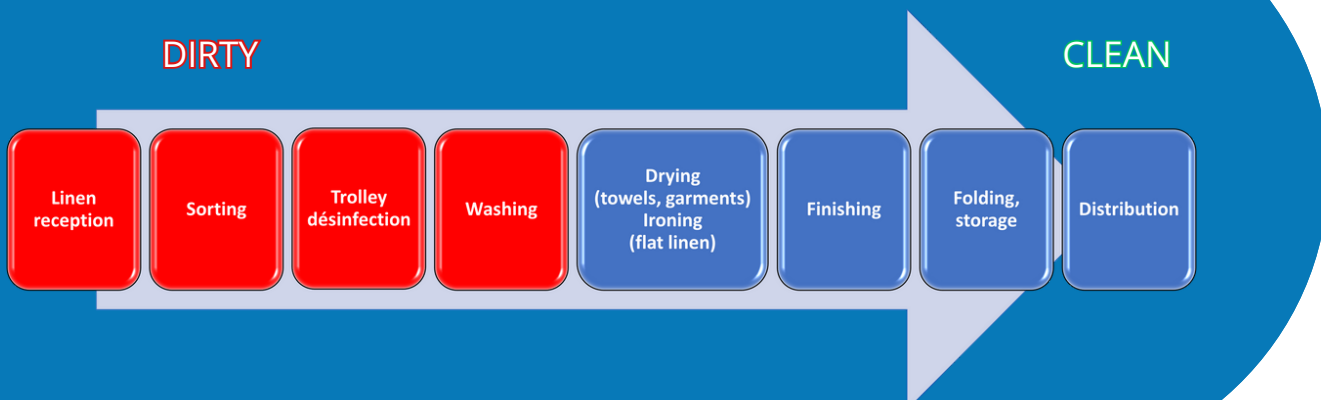 DIRTY
CLEAN
Linen
reception
Sorting
Trolley
désinfection
Washing
Drying
(towels, garments)
Ironing
(flat linen)
Finishing
Folding,
storage
Distribution